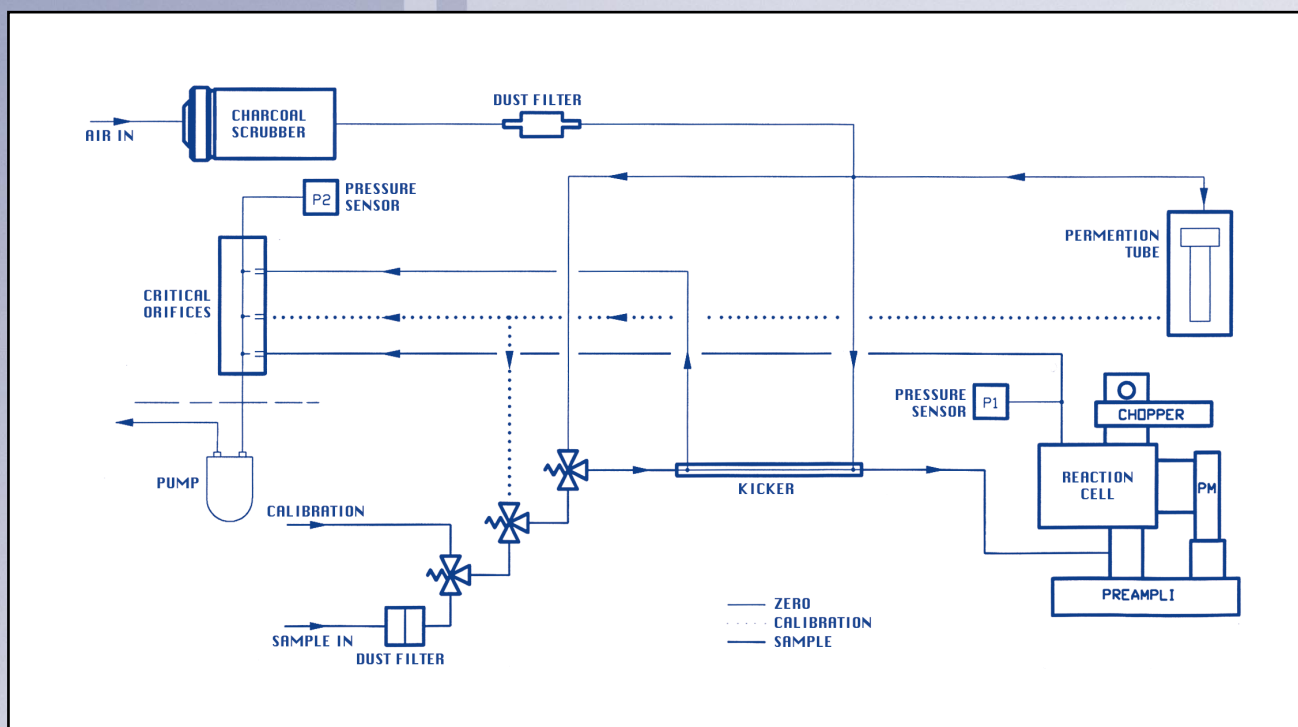 DUST FILTER
CHARCOAL
SCRUBBER
AIR IN
P2
PRESSURE
SENSOR
PERMEATION
TUBE
CRITICAL
ORIFICES
PRESSURE
SENSOR
P1
CHOPPER
REACTION
CELL
PM
PUMP
KICKER
CALIBRATION
PREAMPLI
SAMPLE IN
DUST FILTER
ZERO
CALIBRATION
SAMPLE